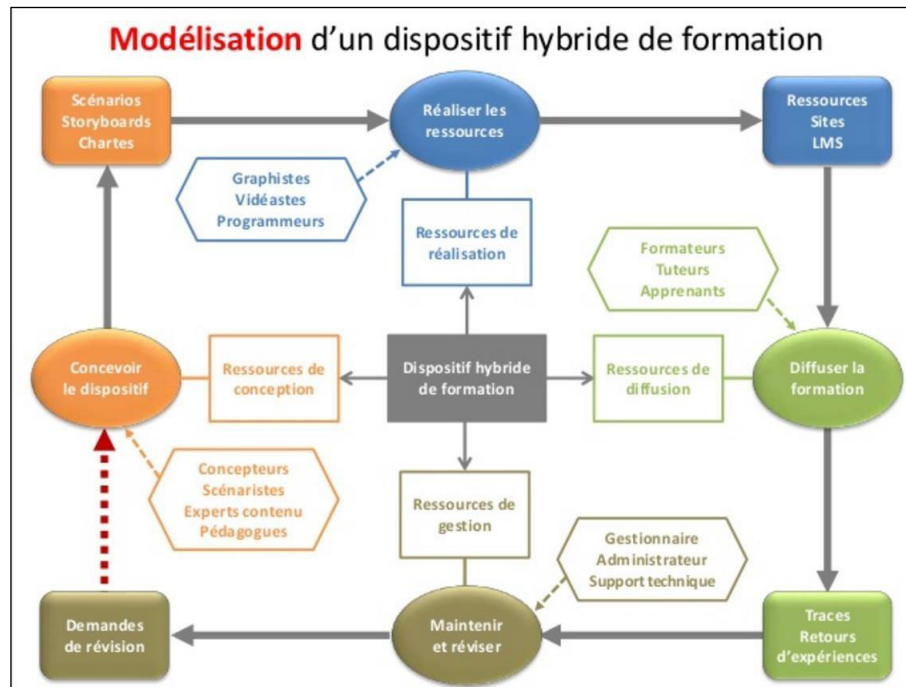 Modélisation d'un dispositif hybride de formation
Scénarios
Storyboards
Chartes
Réaliser les
ressources
Ressources
Sites
LMS
Graphistes
Vidéastes
Programmeurs
Ressources de
réalisation
Formateurs
Tuteurs
Apprenants
Concevoir
le dispositif
Ressources de
conception
Dispositif hybride
de formation
Ressources de
diffusion
Diffuser la
formation
Concepteurs
Scénaristes
Experts contenu
Pédagogues
Ressources de
gestion
Gestionnaire
Administrateur
Support technique
Demandes
de révision
Maintenir
et réviser
Traces
Retours
d'expériences